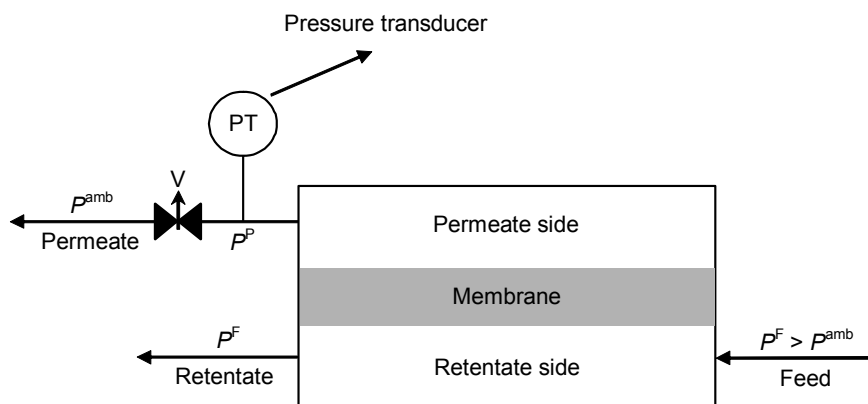 Pressure transducer
PT
V
P^amb
Permeate
P^P
Permeate side
Membrane
P^F
Retentate
Retentate side
P^F > P^amb
Feed